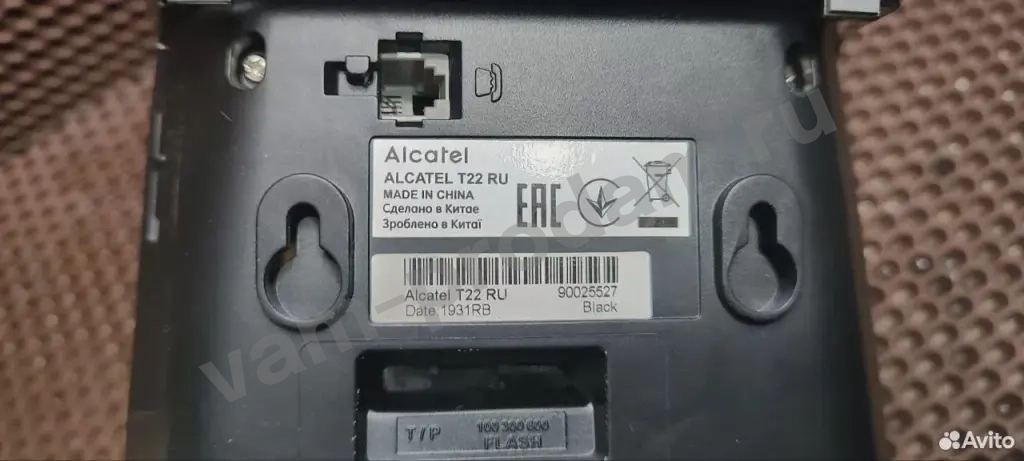 Alcatel
ALCATEL T22 RU
MADE IN CHINA
Сделано в Китае
Зроблено в Китаї
EAC
Alcatel T22 RU 90025527
Date:1931RB Black
T/P 100 300 600
FLASH
Avito